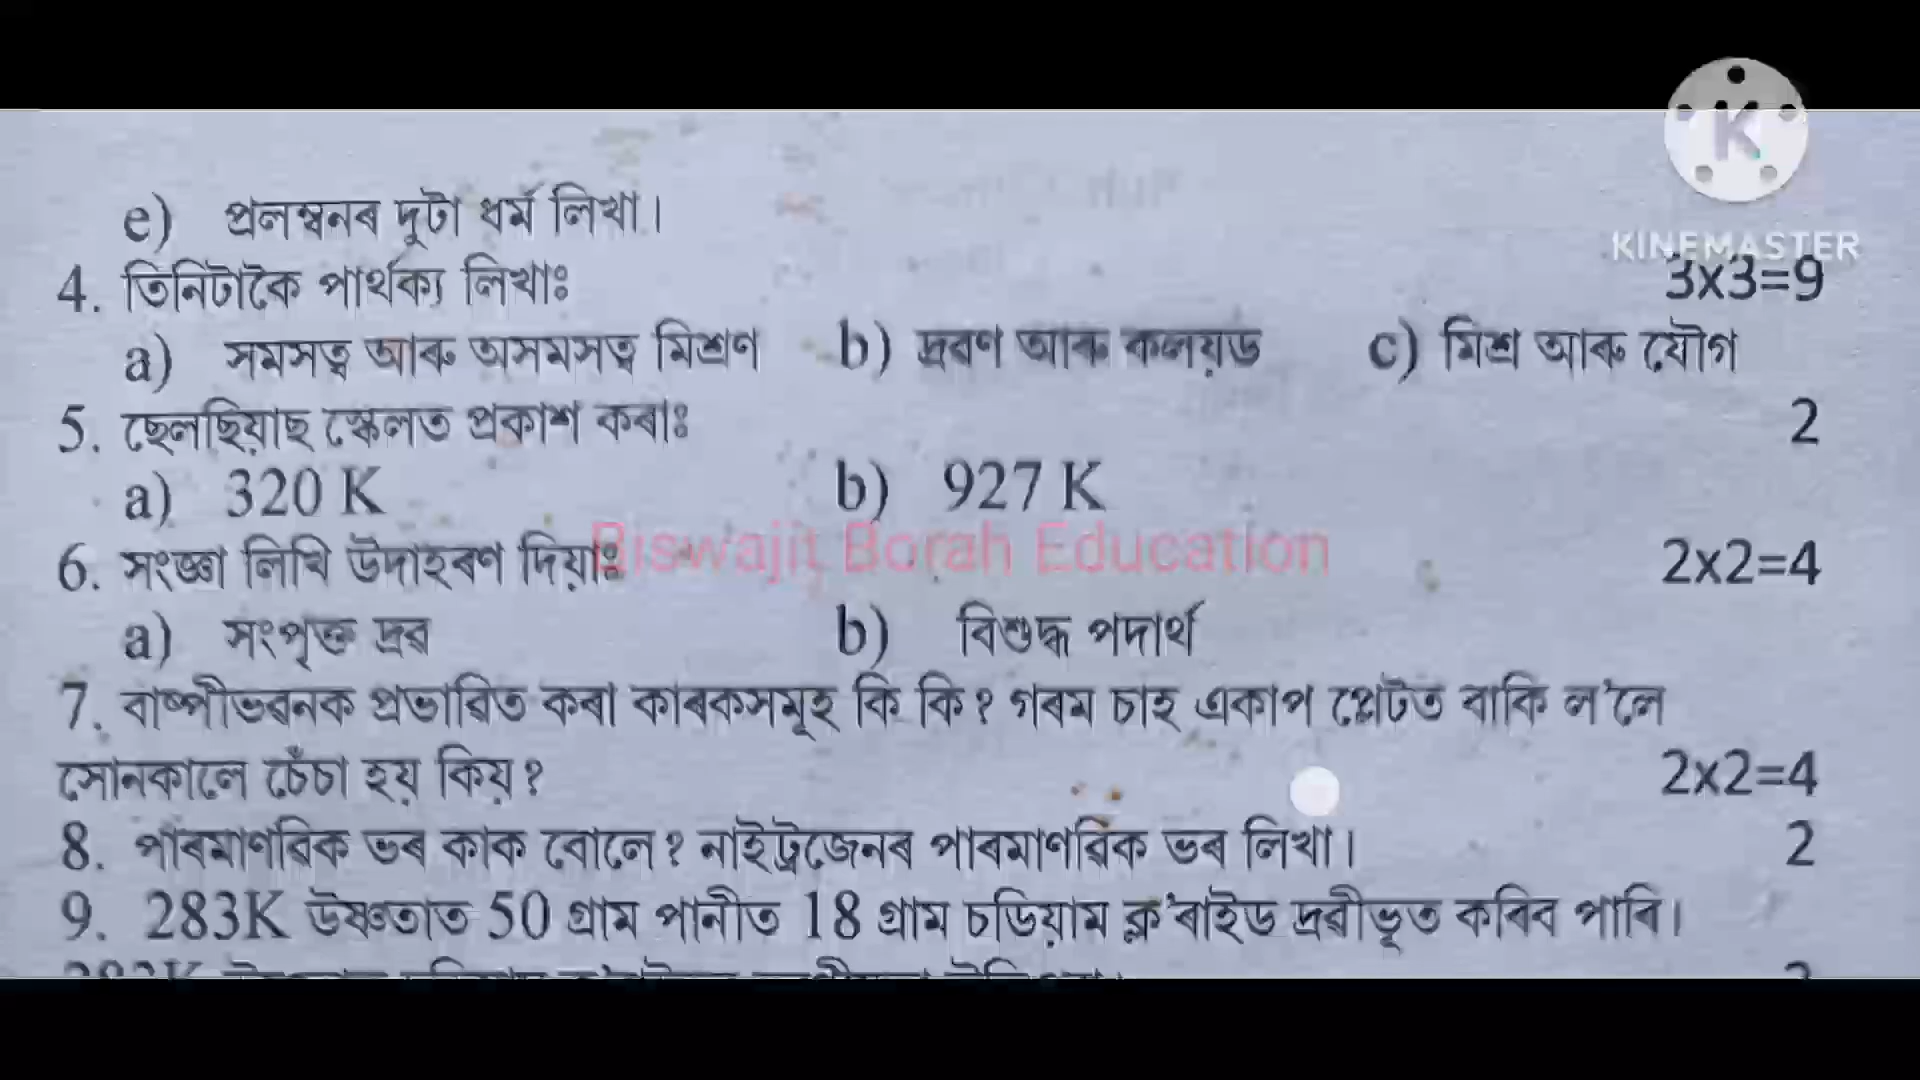 K
KINEMASTER
e) প্ৰলম্বনৰ দুটা ধৰ্ম লিখা।
4. তিনিটাকৈ পাৰ্থক্য লিখাঃ 3x3=9
a) সমসত্ব আৰু অসমসত্ব মিশ্ৰণ b) দ্ৰৱণ আৰু কলয়ড c) মিশ্ৰ আৰু যৌগ
5. ছেলছিয়াছ স্কেলত প্ৰকাশ কৰাঃ 2
a) 320 K b) 927 K
Biswajit Borah Education
6. সংজ্ঞা লিখি উদাহৰণ দিয়াঃ 2x2=4
a) সংপৃক্ত দ্ৰৱ b) বিশুদ্ধ পদাৰ্থ
7. বাষ্পীভৱনক প্ৰভাৱিত কৰা কাৰকসমূহ কি কি? গৰম চাহ একাপ প্লেটত বাকি ল'লে
সোনকালে চেঁচা হয় কিয়? 2x2=4
8. পাৰমাণৱিক ভৰ কাক বোলে? নাইট্ৰজেনৰ পাৰমাণৱিক ভৰ লিখা। 2
9. 283K উষ্ণতাত 50 গ্ৰাম পানীত 18 গ্ৰাম চডিয়াম ক্ল'ৰাইড দ্ৰৱীভূত কৰিব পাৰি।